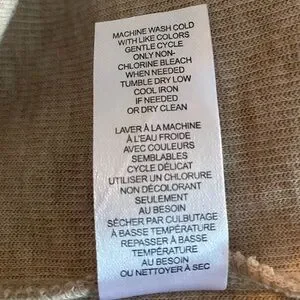 MACHINE WASH COLD
WITH LIKE COLORS
GENTLE CYCLE
ONLY NON-
CHLORINE BLEACH
WHEN NEEDED
TUMBLE DRY LOW
COOL IRON
IF NEEDED
OR DRY CLEAN
LAVER À LA MACHINE
À L'EAU FROIDE
AVEC COULEURS
SEMBLABLES
CYCLE DÉLICAT
UTILISER UN CHLORURE
NON DÉCOLORANT
SEULEMENT
AU BESOIN
SÉCHER PAR CULBUTAGE
À BASSE TEMPÉRATURE
REPASSER À BASSE
TEMPÉRATURE
AU BESOIN
OU NETTOYER À SEC